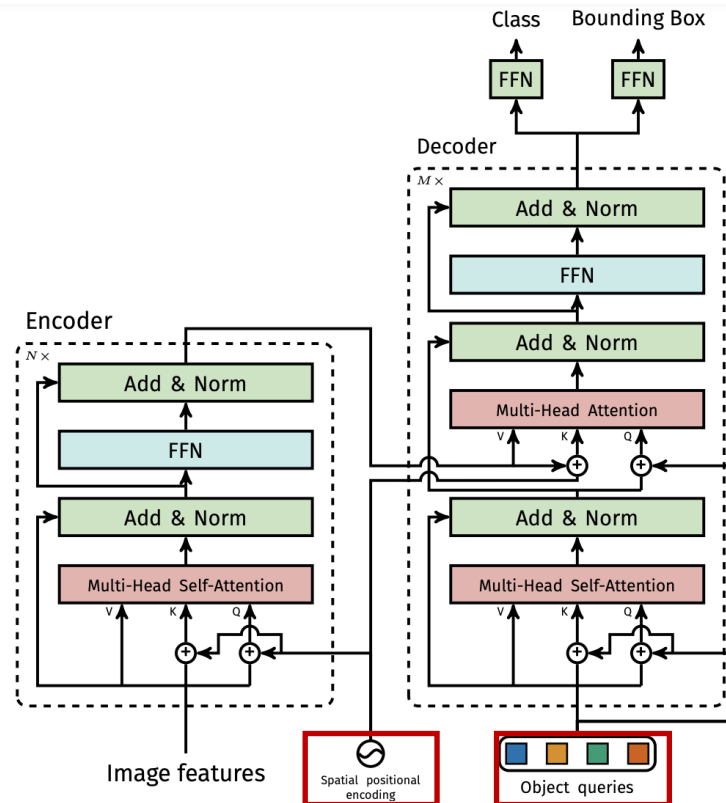 Class
Bounding Box
FFN
FFN
Decoder
M×
Add & Norm
FFN
Add & Norm
Multi-Head Attention
V
K
Q
Add & Norm
Multi-Head Self-Attention
V
K
Q
Encoder
N×
Add & Norm
FFN
Add & Norm
Multi-Head Self-Attention
V
K
Q
Image features
Spatial positional
encoding
Object queries